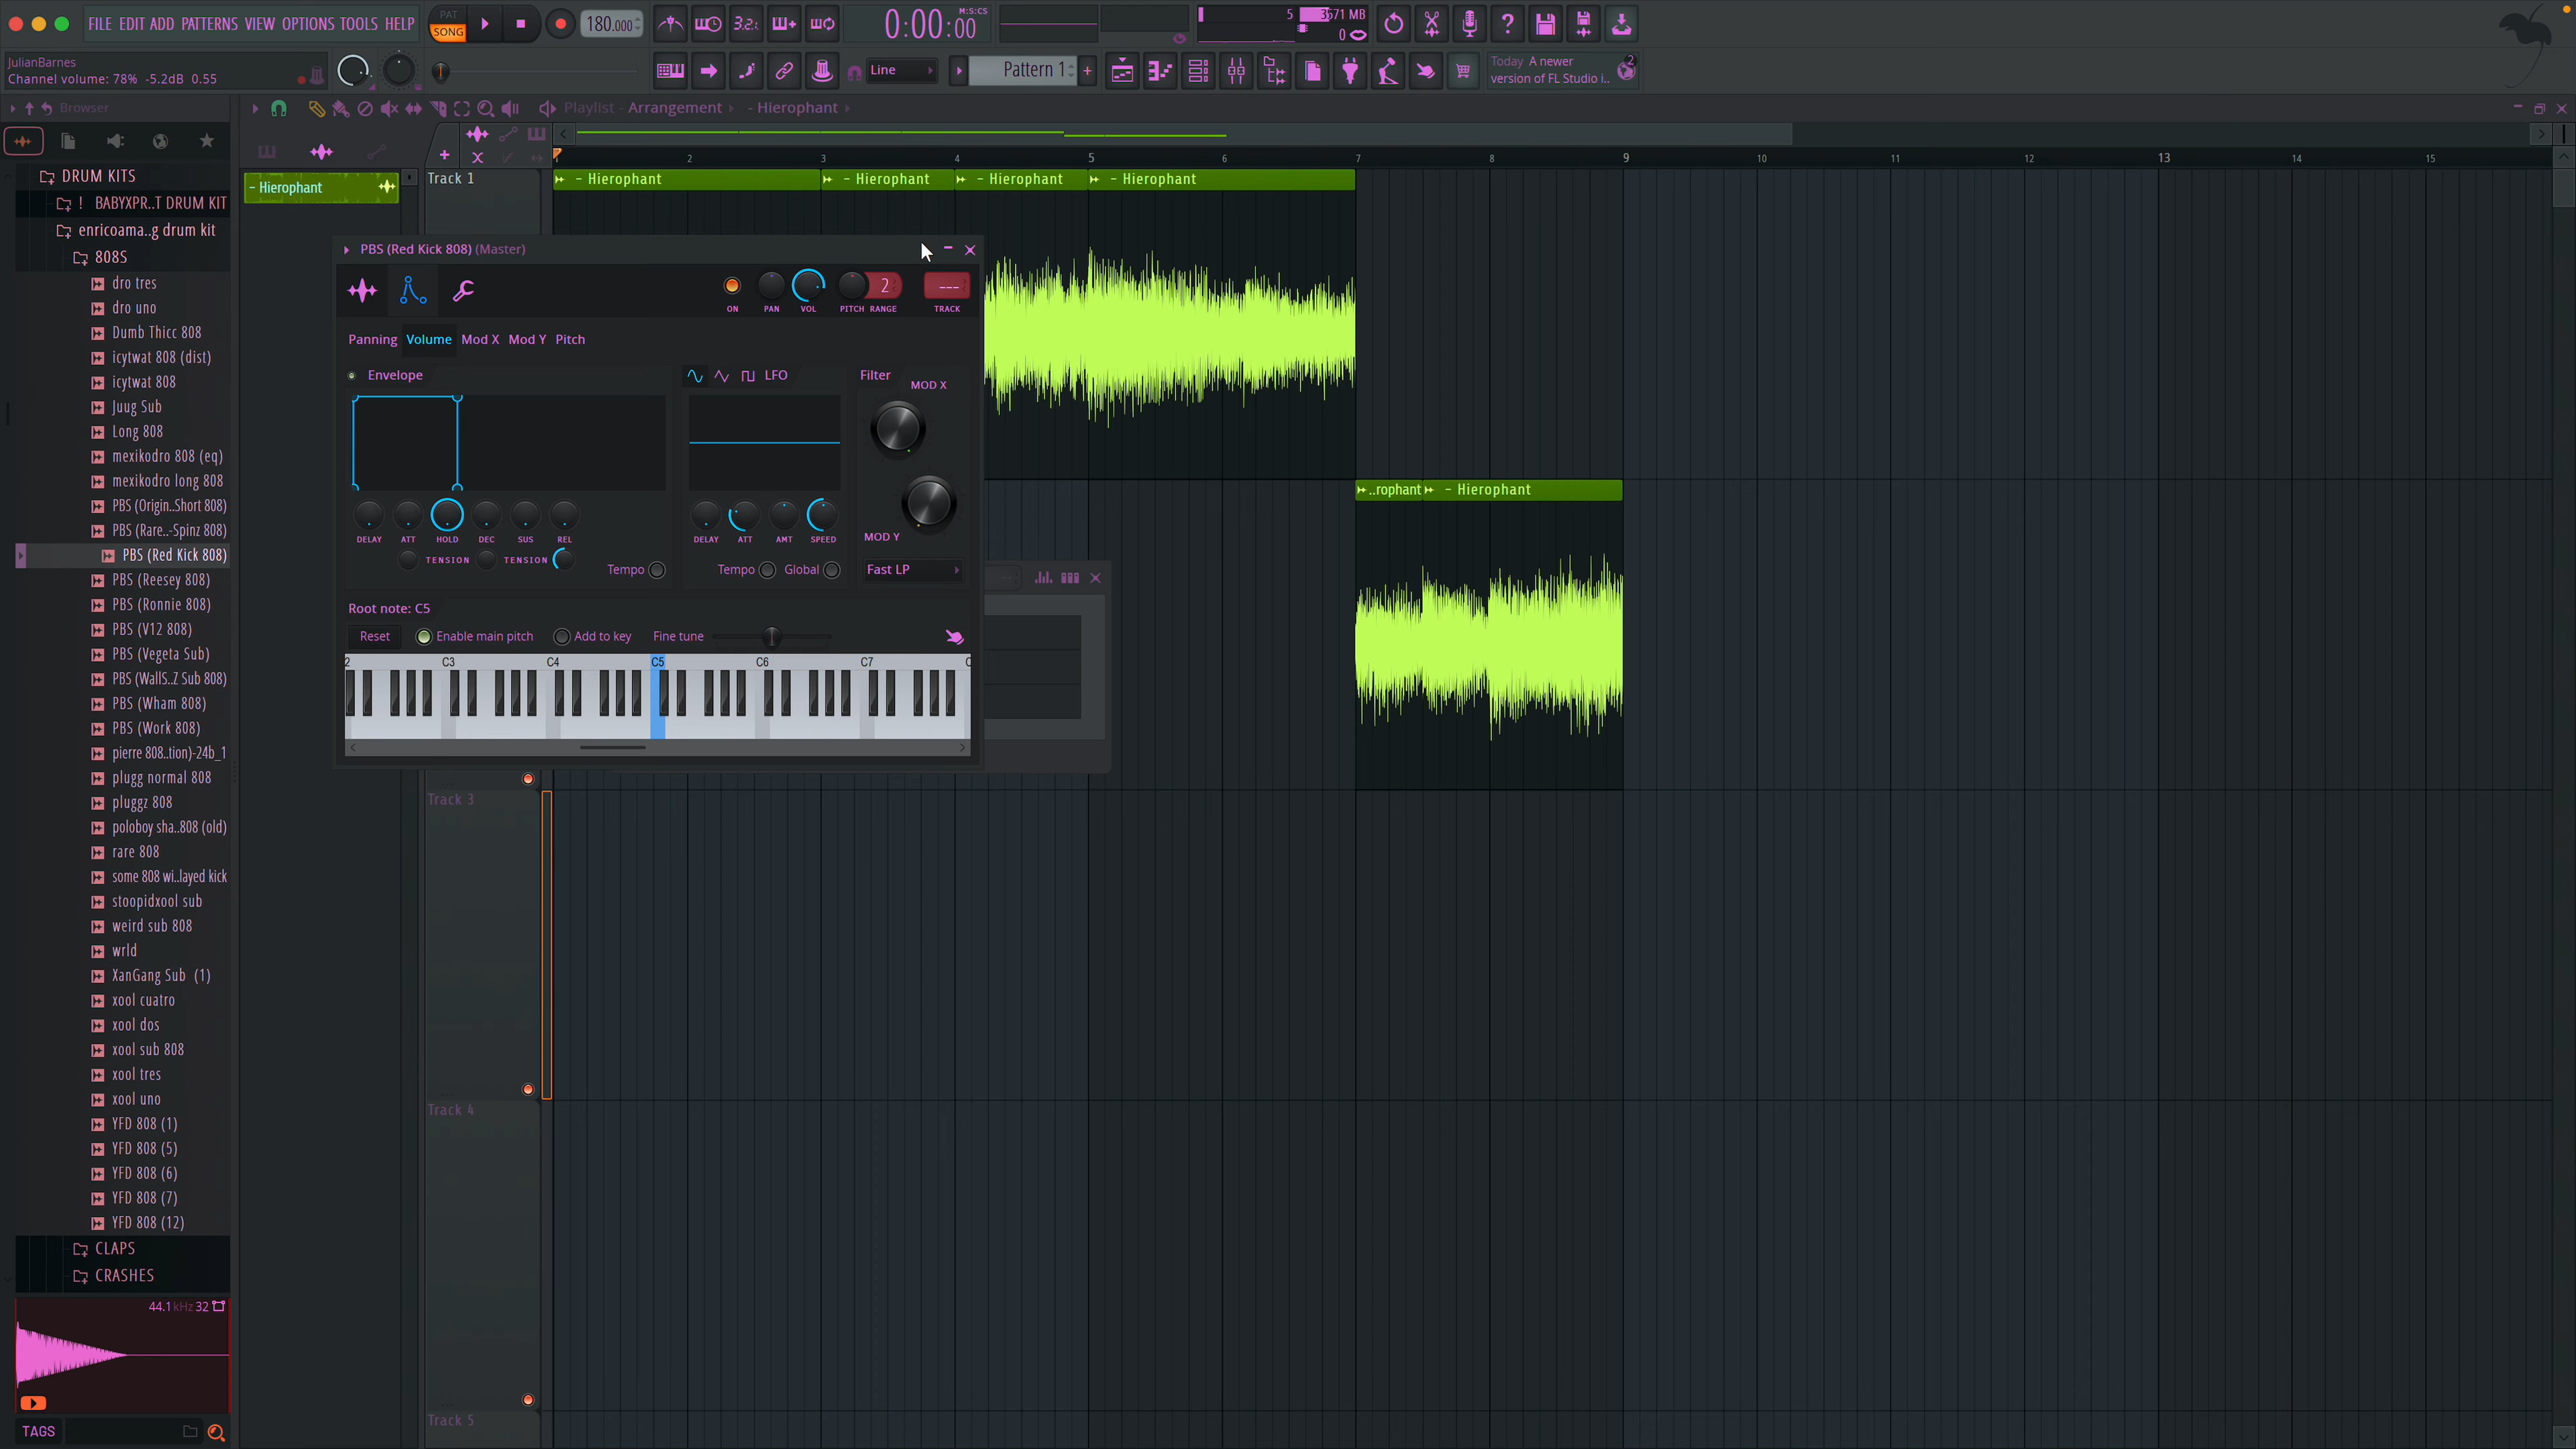 FILE EDIT ADD PATTERNS VIEW OPTIONS TOOLS HELP
PAT
SONG
180.000
3.2.
0:00:00
M:S:CS
5
3571 MB
0
JulianBarnes
Channel volume: 78% -5.2dB 0.55
Line
Pattern 1
Today A newer
version of FL Studio i..
2
Browser
Playlist - Arrangement - Hierophant
DRUM KITS
! BABYXPR..T DRUM KIT
enricoama..g drum kit
808S
dro tres
dro uno
Dumb Thicc 808
icytwat 808 (dist)
icytwat 808
Juug Sub
Long 808
mexikodro 808 (eq)
mexikodro long 808
PBS (Origin..Short 808)
PBS (Rare..-Spinz 808)
PBS (Red Kick 808)
PBS (Reesey 808)
PBS (Ronnie 808)
PBS (V12 808)
PBS (Vegeta Sub)
PBS (WallS..Z Sub 808)
PBS (Wham 808)
PBS (Work 808)
pierre 808..tion)-24b_1
plugg normal 808
pluggz 808
poloboy sha..808 (old)
rare 808
some 808 wi..layed kick
stoopidxool sub
weird sub 808
wrld
XanGang Sub (1)
xool cuatro
xool dos
xool sub 808
xool tres
xool uno
YFD 808 (1)
YFD 808 (5)
YFD 808 (6)
YFD 808 (7)
YFD 808 (12)
CLAPS
CRASHES
44.1kHz 32
TAGS
- Hierophant
2 3 4 5 6 7 8 9 10 11 12 13 14 15
Track 1
- Hierophant
- Hierophant
- Hierophant
- Hierophant
..rophant
- Hierophant
Track 3
Track 4
Track 5
PBS (Red Kick 808) (Master)
2
---
ON PAN VOL PITCH RANGE TRACK
Panning Volume Mod X Mod Y Pitch
Envelope
LFO
Filter
MOD X
MOD Y
DELAY ATT HOLD DEC SUS REL
TENSION TENSION
Tempo
DELAY ATT AMT SPEED
Tempo Global
Fast LP
Root note: C5
Reset
Enable main pitch
Add to key
Fine tune
2 C3 C4 C5 C6 C7 C